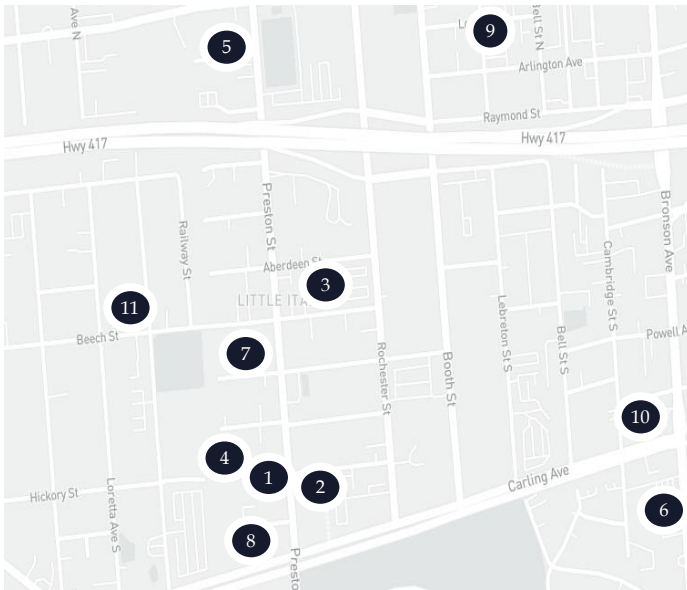 Ave N
5
9
Bell St N
Arlington Ave
Raymond St
Hwy 417
Hwy 417
Preston St
Railway St
Bronson Ave
Cambridge St S
Aberdeen St
3
LITTLE ITA
11
Beech St
Lebreton St S
Bell St S
Powell A
7
Rochester St
Booth St
10
4
1
2
Carling Ave
Hickory St
Loretta Ave S
6
8
Presto